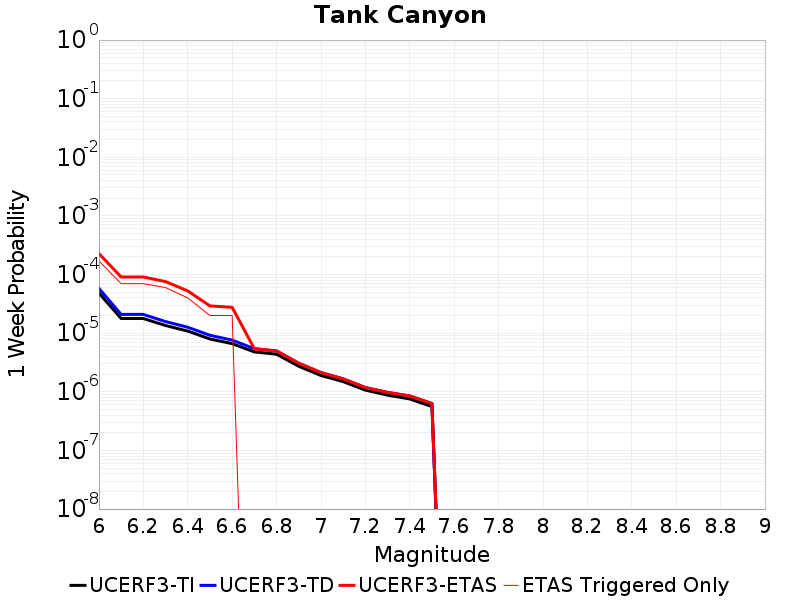 Tank Canyon
1 Week Probability
10^0
10^-1
10^-2
10^-3
10^-4
10^-5
10^-6
10^-7
10^-8
6 6.2 6.4 6.6 6.8 7 7.2 7.4 7.6 7.8 8 8.2 8.4 8.6 8.8 9
Magnitude
UCERF3-TI UCERF3-TD UCERF3-ETAS ETAS Triggered Only